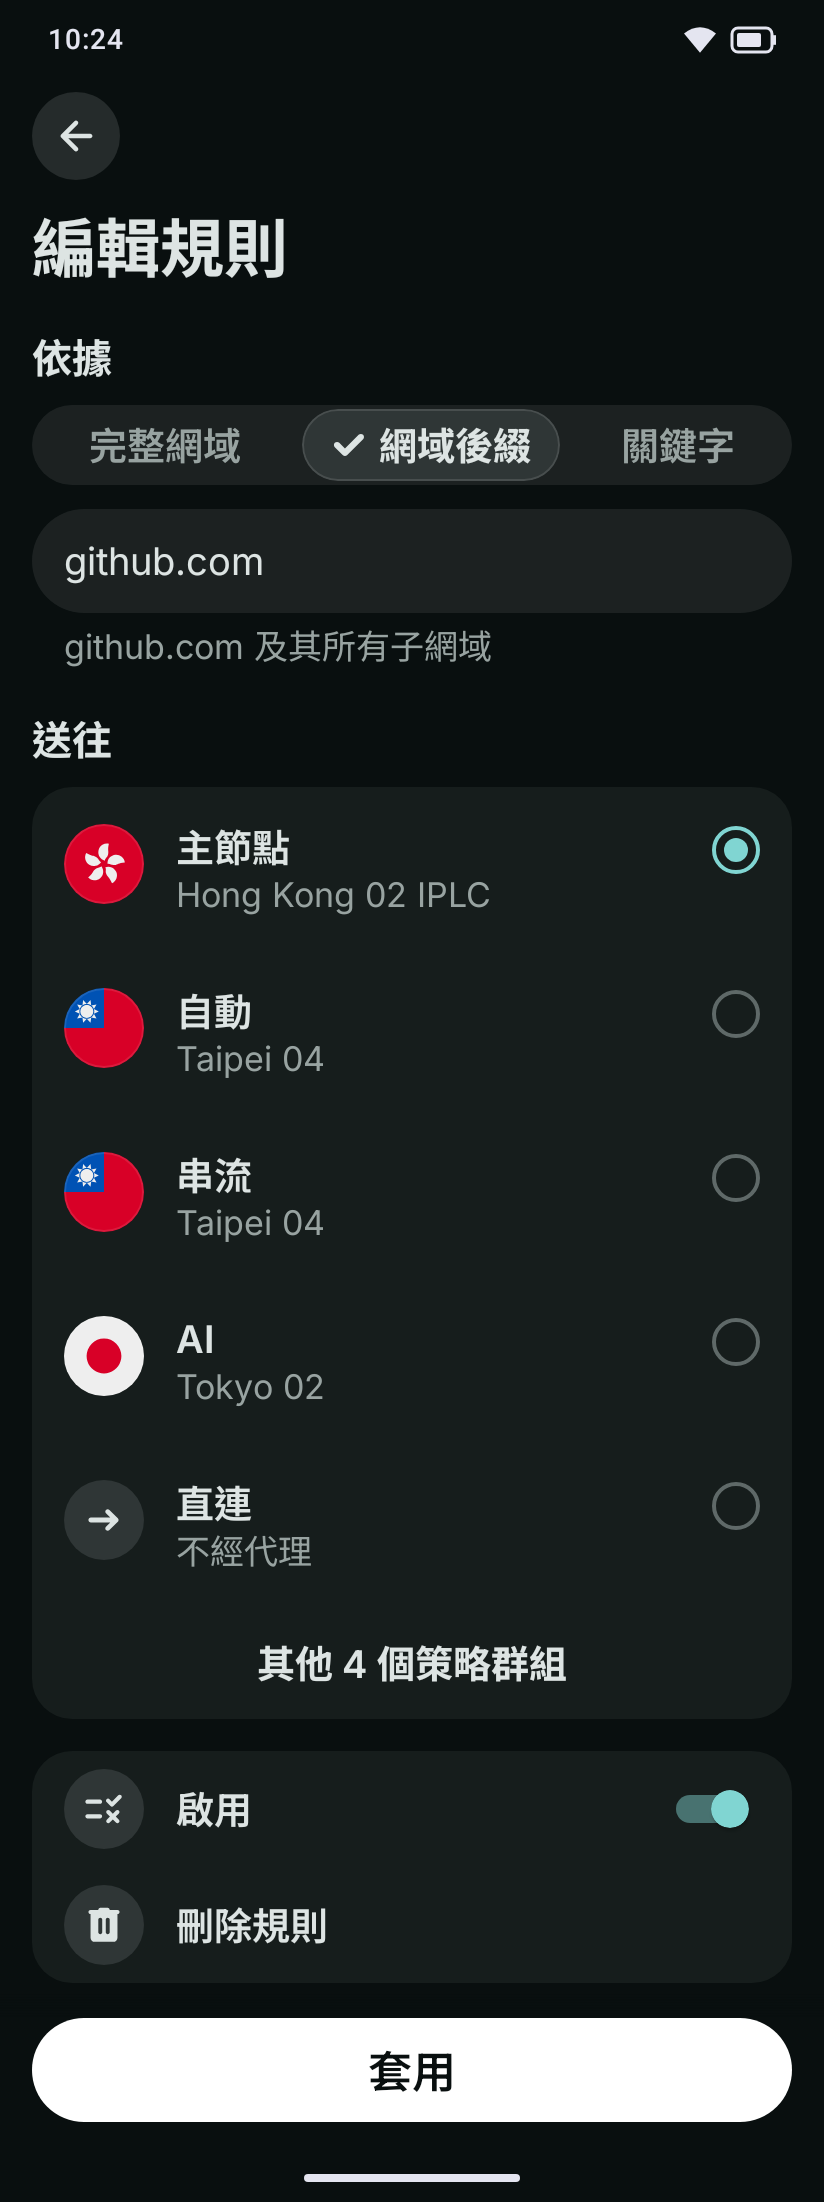 10:24
編輯規則
依據
完整網域
網域後綴
關鍵字
github.com
github.com 及其所有子網域
送往
主節點
Hong Kong 02 IPLC
自動
Taipei 04
串流
Taipei 04
AI
Tokyo 02
直連
不經代理
其他 4 個策略群組
啟用
刪除規則
套用